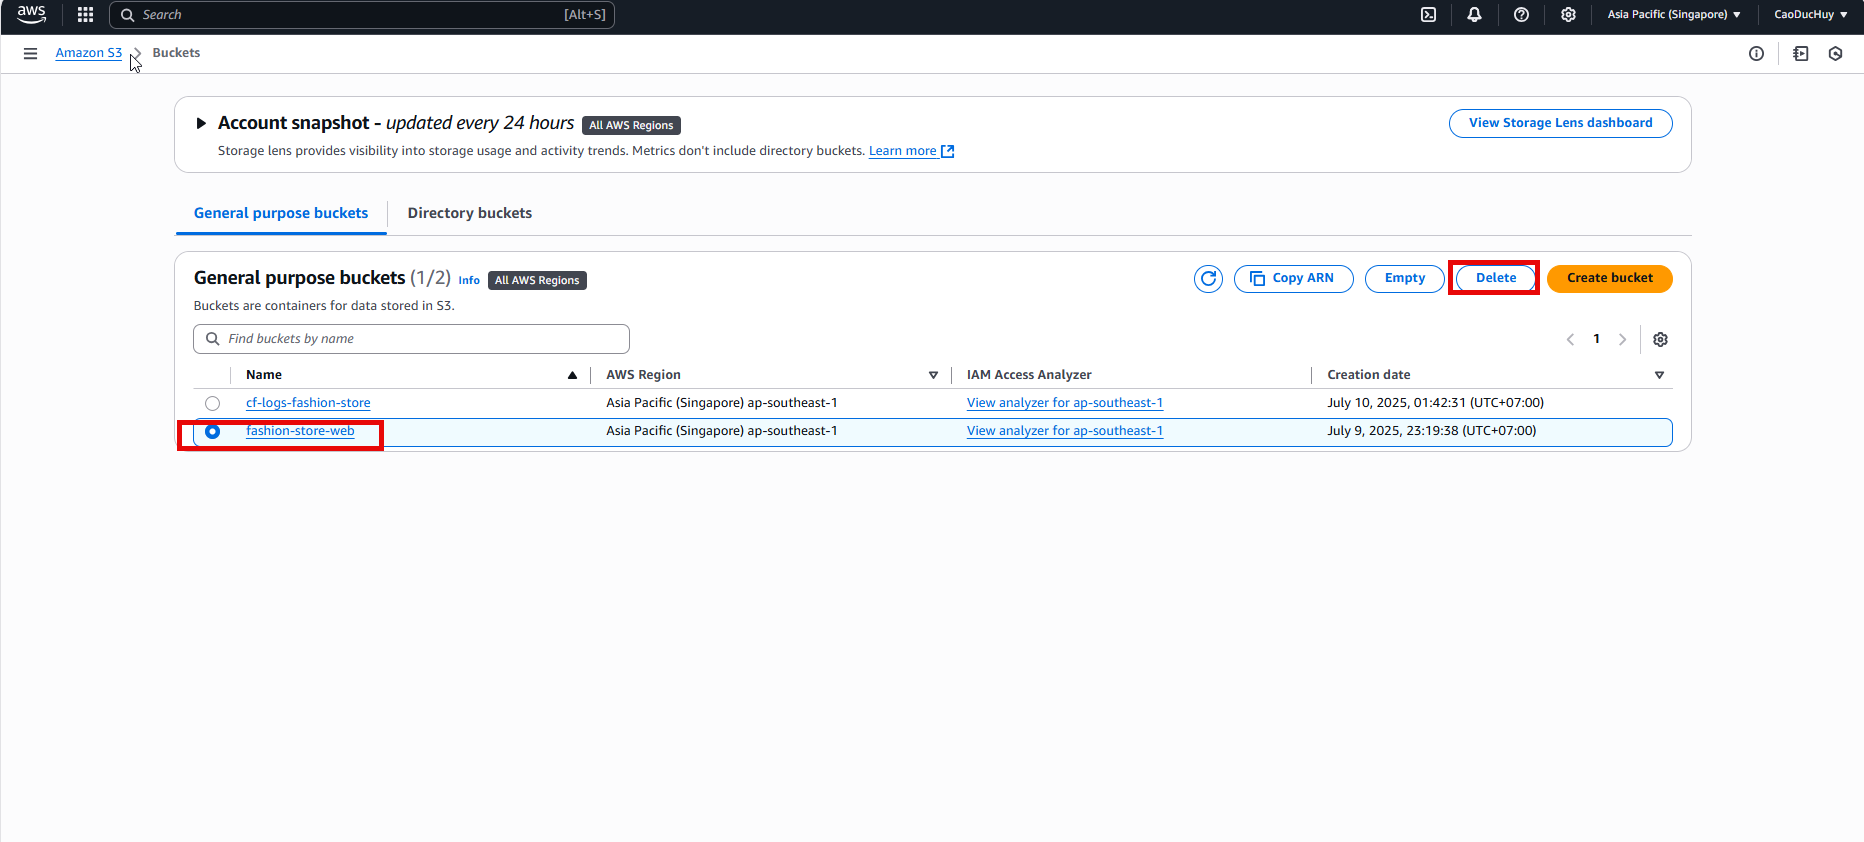 aws Search [Alt+S] Asia Pacific (Singapore) CaoDucHuy
Amazon S3 Buckets
Account snapshot - updated every 24 hours All AWS Regions View Storage Lens dashboard
Storage lens provides visibility into storage usage and activity trends. Metrics don't include directory buckets. Learn more
General purpose buckets Directory buckets
General purpose buckets (1/2) Info All AWS Regions Copy ARN Empty Delete Create bucket
Buckets are containers for data stored in S3.
Find buckets by name 1
Name AWS Region IAM Access Analyzer Creation date
cf-logs-fashion-store Asia Pacific (Singapore) ap-southeast-1 View analyzer for ap-southeast-1 July 10, 2025, 01:42:31 (UTC+07:00)
fashion-store-web Asia Pacific (Singapore) ap-southeast-1 View analyzer for ap-southeast-1 July 9, 2025, 23:19:38 (UTC+07:00)